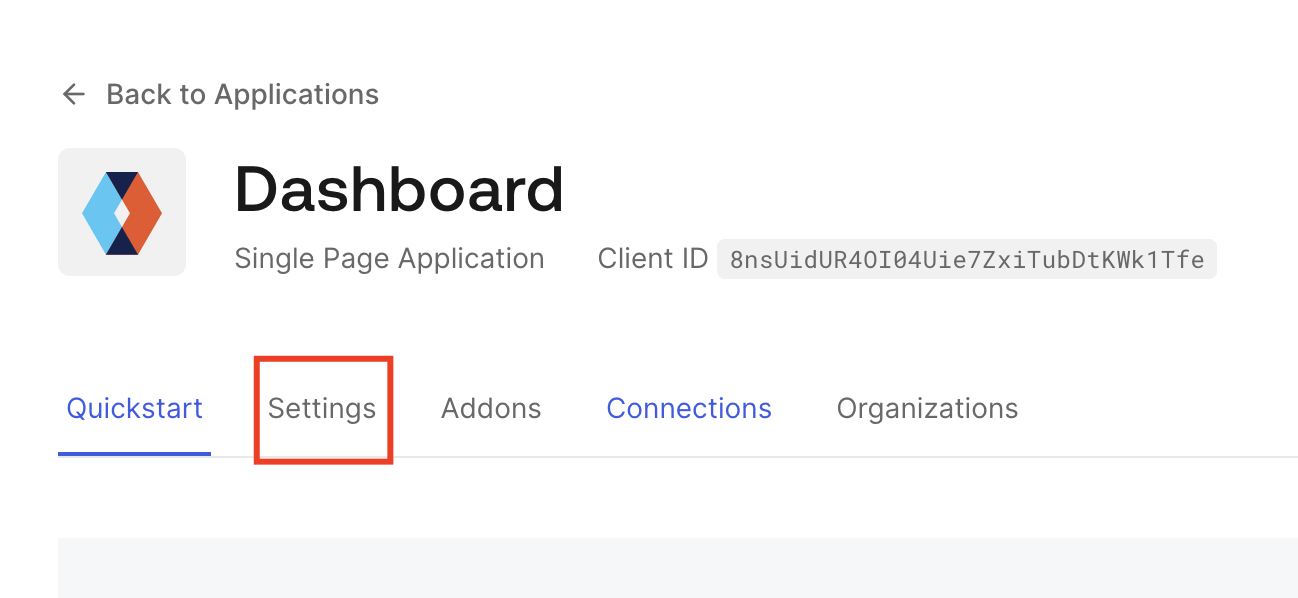 Back to Applications
Dashboard
Single Page Application Client ID 8nsUidUR4OI04Uie7ZxiTubDtKWk1Tfe
Quickstart Settings Addons Connections Organizations